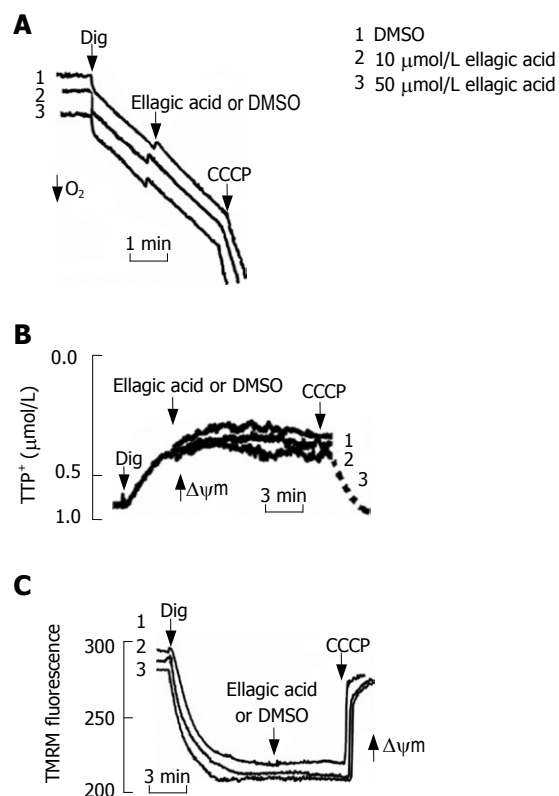 A
Dig
1
2
3
Ellagic acid or DMSO
CCCP
O₂
1 min
1 DMSO
2 10 μmol/L ellagic acid
3 50 μmol/L ellagic acid
B
0.0
0.5
1.0
TTP⁺ (μmol/L)
Ellagic acid or DMSO
CCCP
Dig
1
2
3
Δψm
3 min
C
1
2
3
Dig
300
250
200
TMRM fluorescence
Ellagic acid
or DMSO
CCCP
Δψm
3 min